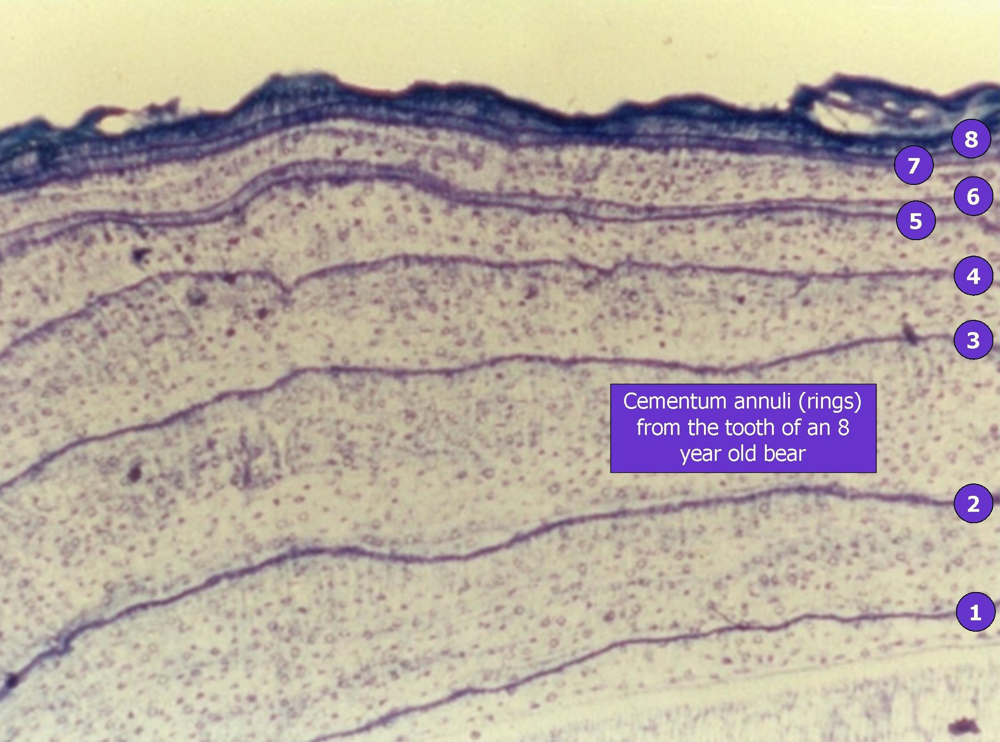 8
7
6
5
4
3
Cementum annuli (rings)
from the tooth of an 8
year old bear
2
1